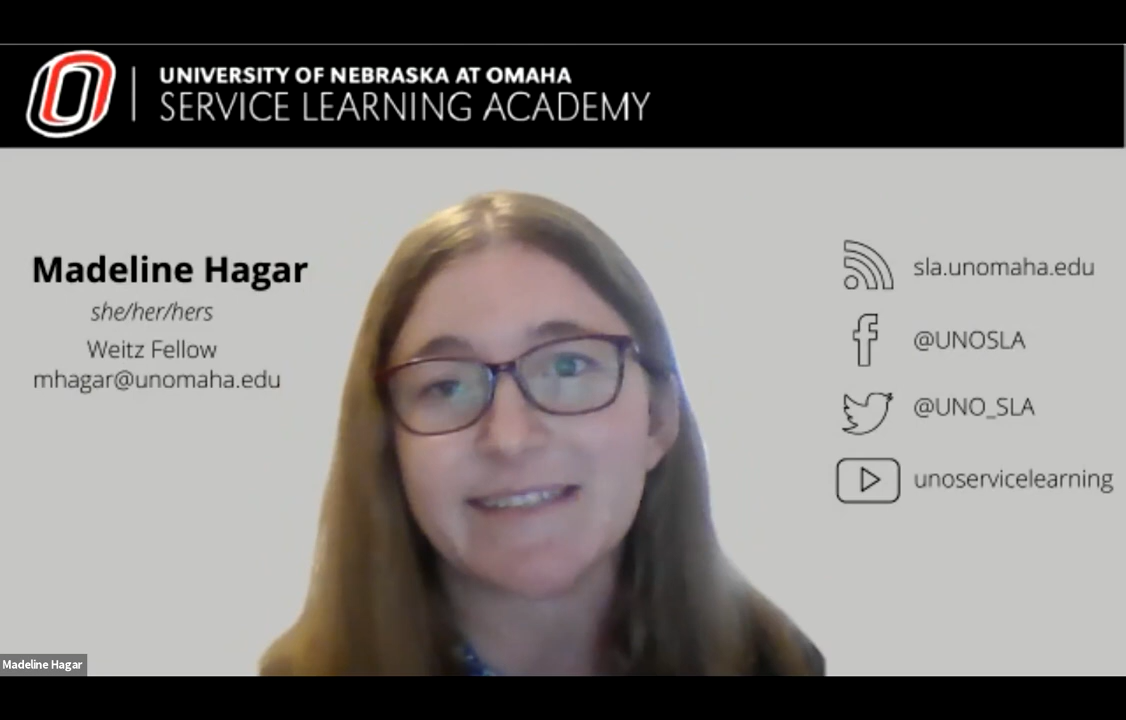 UNIVERSITY OF NEBRASKA AT OMAHA
SERVICE LEARNING ACADEMY
Madeline Hagar
she/her/hers
Weitz Fellow
mhagar@unomaha.edu
sla.unomaha.edu
@UNOSLA
@UNO_SLA
unoservicelearning
Madeline Hagar